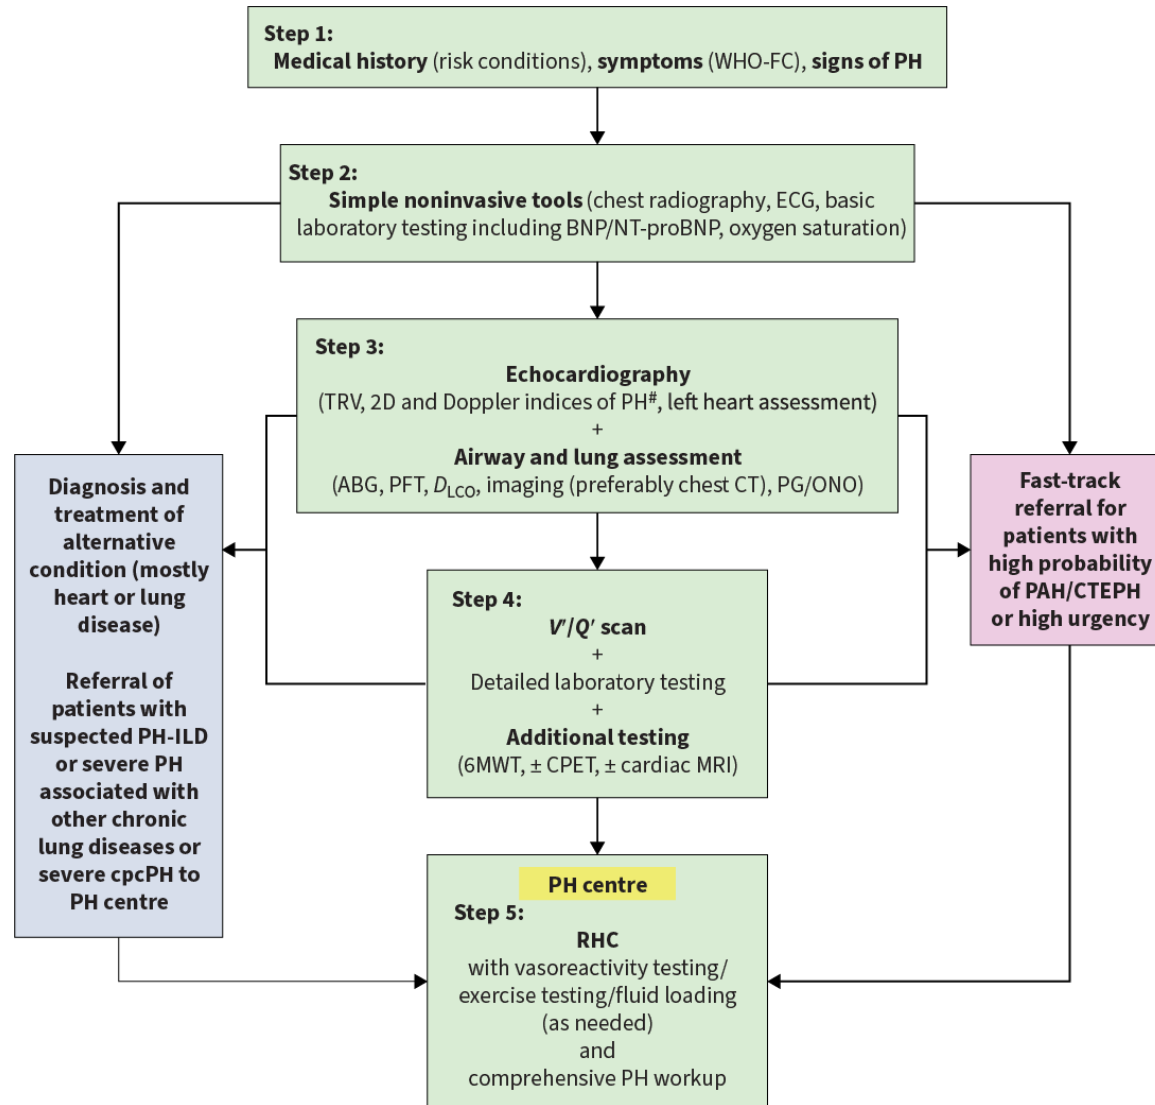 Step 1:
Medical history (risk conditions), symptoms (WHO-FC), signs of PH
Step 2:
Simple noninvasive tools (chest radiography, ECG, basic
laboratory testing including BNP/NT-proBNP, oxygen saturation)
Step 3:
Echocardiography
(TRV, 2D and Doppler indices of PH#, left heart assessment)
+
Airway and lung assessment
(ABG, PFT, DLCO, imaging (preferably chest CT), PG/ONO)
Diagnosis and
treatment of
alternative
condition (mostly
heart or lung
disease)
Referral of
patients with
suspected PH-ILD
or severe PH
associated with
other chronic
lung diseases or
severe cpcPH to
PH centre
Fast-track
referral for
patients with
high probability
of PAH/CTEPH
or high urgency
Step 4:
V′/Q′ scan
+
Detailed laboratory testing
+
Additional testing
(6MWT, ± CPET, ± cardiac MRI)
PH centre
Step 5:
RHC
with vasoreactivity testing/
exercise testing/fluid loading
(as needed)
and
comprehensive PH workup